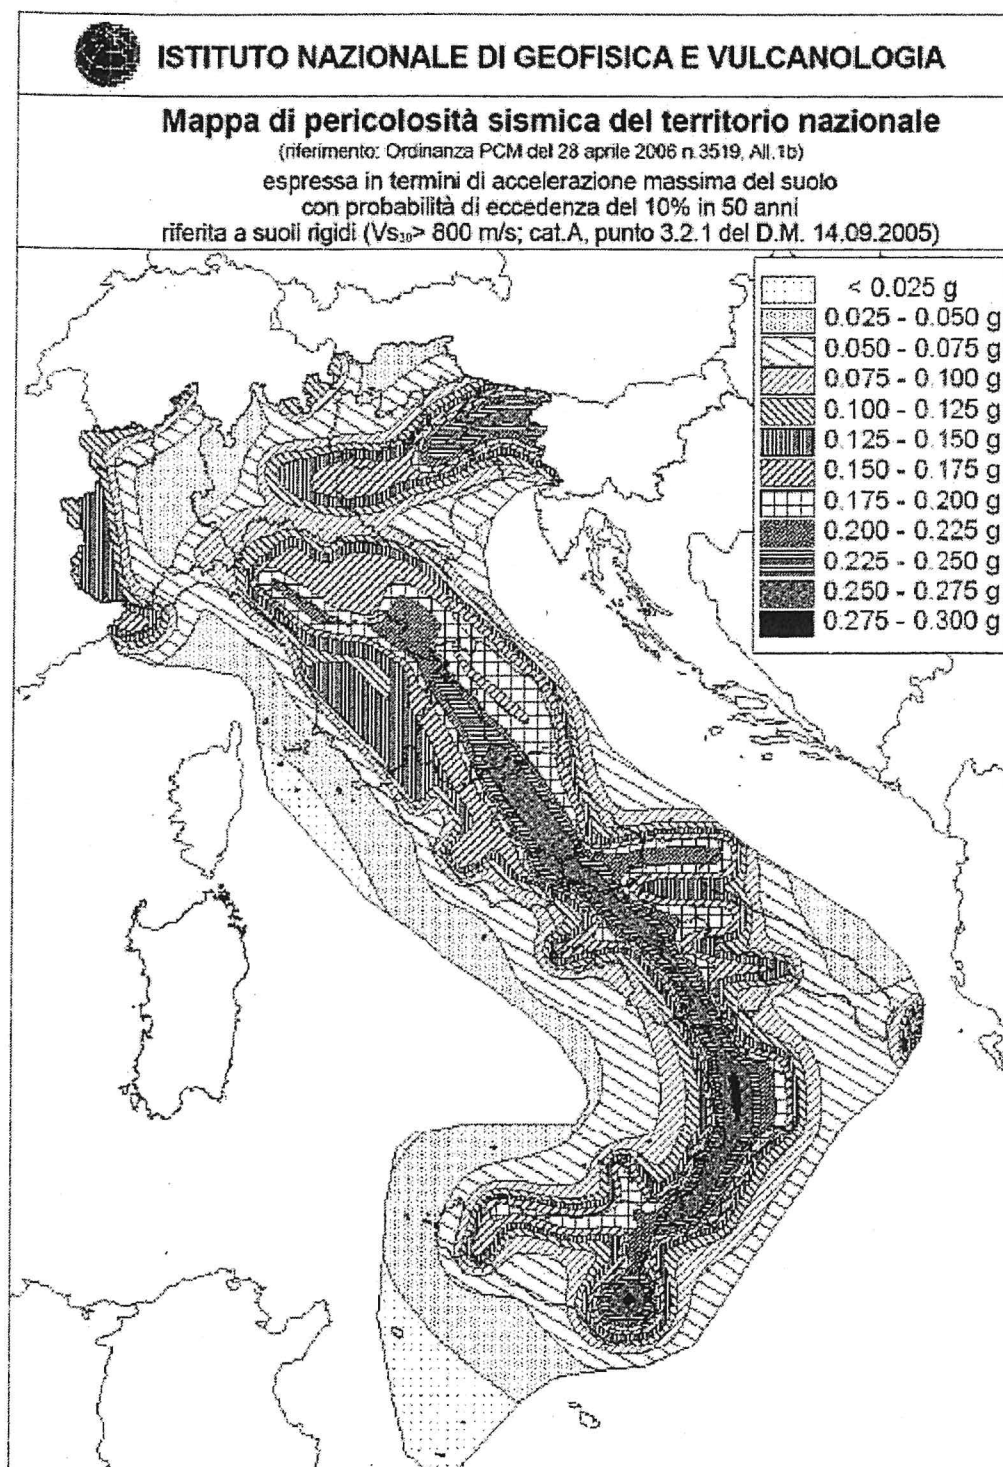 ISTITUTO NAZIONALE DI GEOFISICA E VULCANOLOGIA
Mappa di pericolosità sismica del territorio nazionale
(riferimento: Ordinanza PCM del 28 aprile 2006 n.3519, All.1b)
espressa in termini di accelerazione massima del suolo
con probabilità di eccedenza del 10% in 50 anni
riferita a suoli rigidi (Vs₃₀> 800 m/s; cat.A, punto 3.2.1 del D.M. 14.09.2005)
< 0.025 g
0.025 - 0.050 g
0.050 - 0.075 g
0.075 - 0.100 g
0.100 - 0.125 g
0.125 - 0.150 g
0.150 - 0.175 g
0.175 - 0.200 g
0.200 - 0.225 g
0.225 - 0.250 g
0.250 - 0.275 g
0.275 - 0.300 g